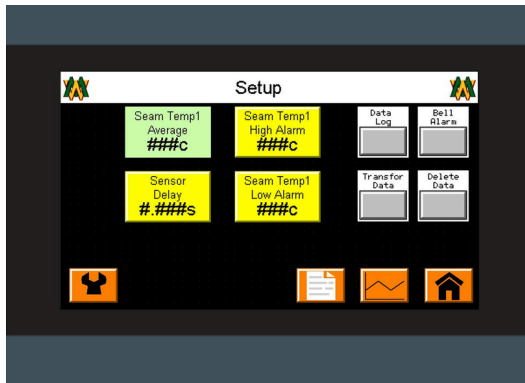 Setup
Seam Temp1
Average
###c
Seam Temp1
High Alarm
###c
Data
Log
Bell
Alarm
Sensor
Delay
#.###s
Seam Temp1
Low Alarm
###c
Transfor
Data
Delete
Data